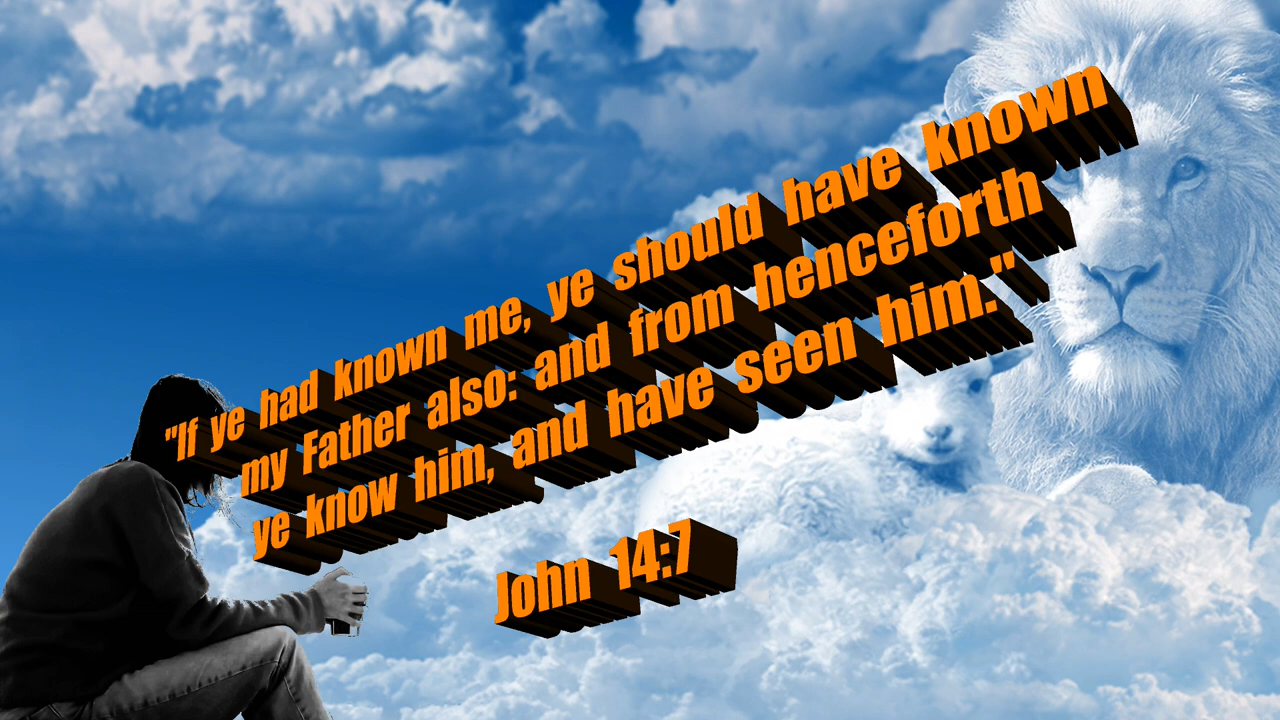 "If ye had known me, ye should have known
my Father also: and from henceforth
ye know him, and have seen him."
John 14:7